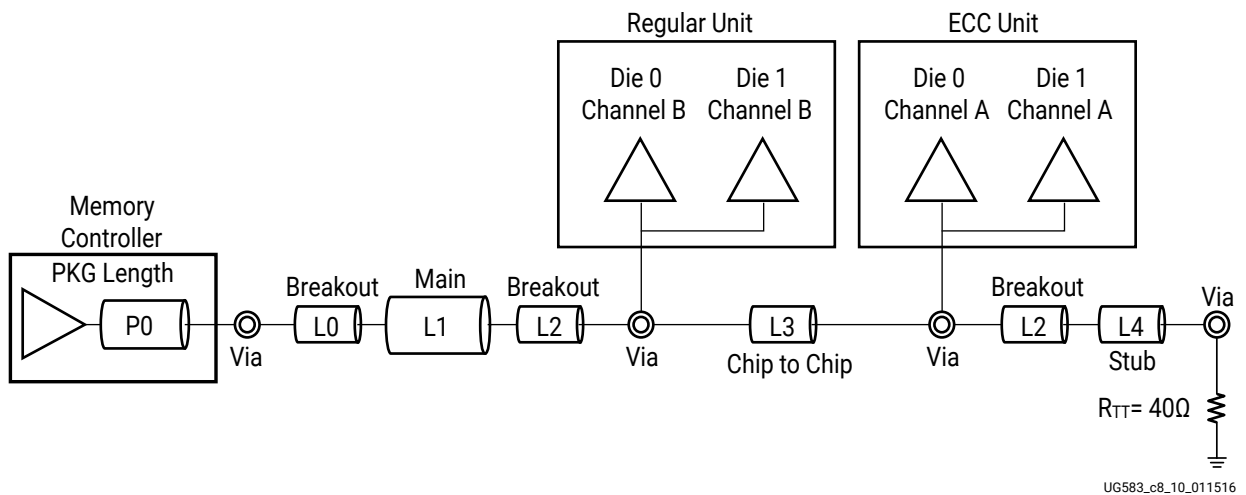 Regular Unit
ECC Unit
Die 0
Channel B
Die 1
Channel B
Die 0
Channel A
Die 1
Channel A
Memory
Controller
PKG Length
P0
Via
Breakout
L0
Main
L1
Breakout
L2
Via
L3
Chip to Chip
Via
Breakout
L2
L4
Stub
Via
RTT= 40Ω
UG583_c8_10_011516